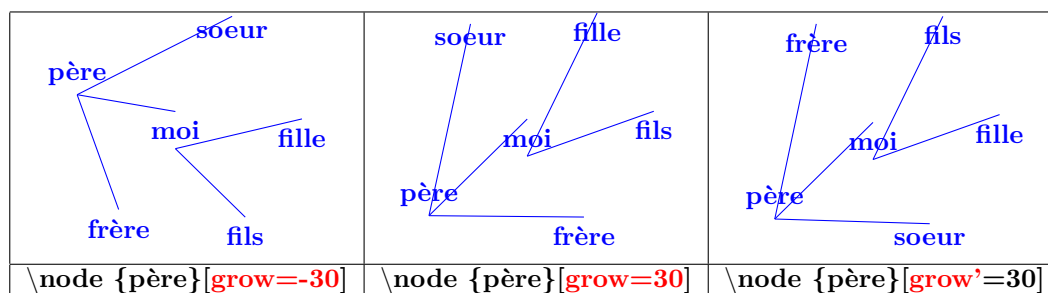 soeur
père
moi
fille
frère
fils
\node {père}[grow=-30]
soeur
fille
moi
fils
père
frère
\node {père}[grow=30]
frère
fils
moi
fille
père
soeur
\node {père}[grow'=30]